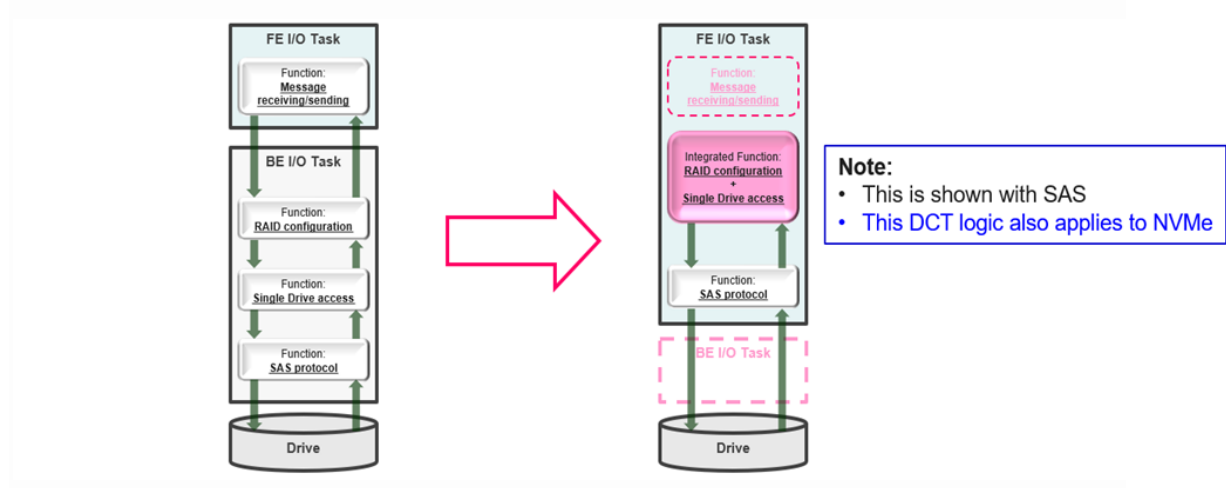 FE I/O Task
Function:
Message
receiving/sending
BE I/O Task
Function:
RAID configuration
Function:
Single Drive access
Function:
SAS protocol
Drive
FE I/O Task
Function:
Message
receiving/sending
Integrated Function:
RAID configuration
+
Single Drive access
Function:
SAS protocol
BE I/O Task
Drive
Note:
• This is shown with SAS
• This DCT logic also applies to NVMe